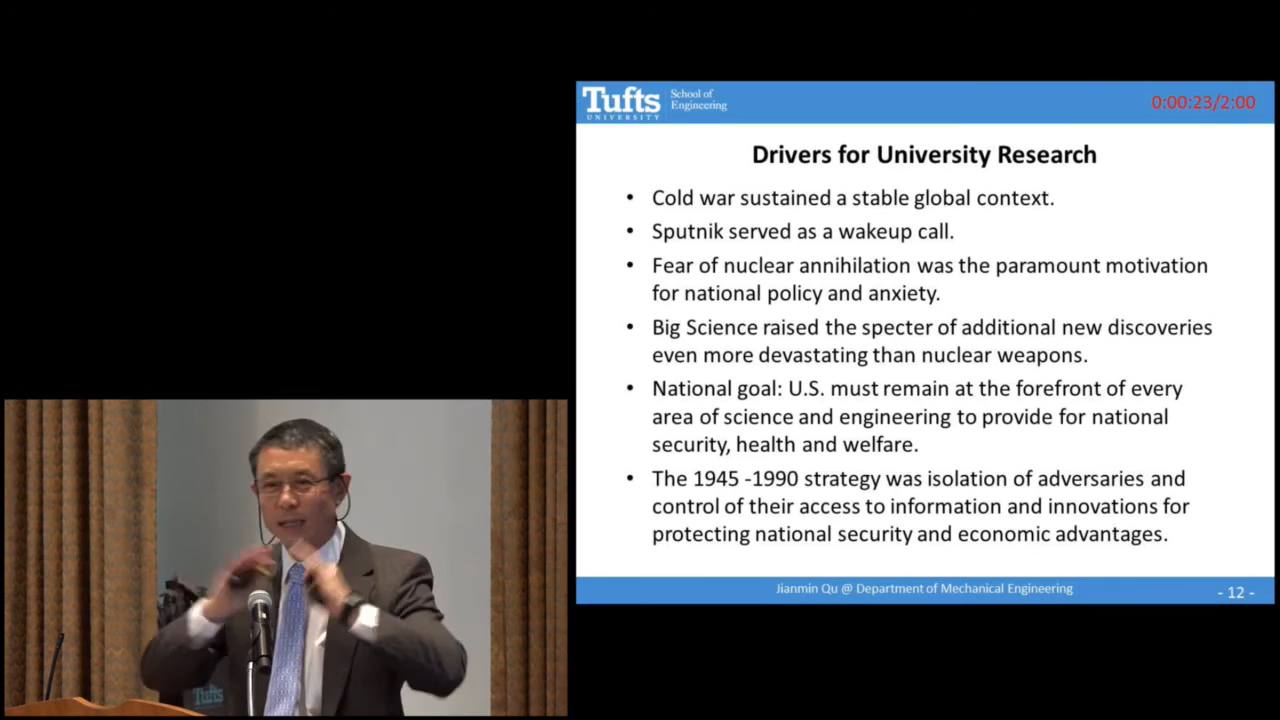 Tufts
UNIVERSITY
School of
Engineering
0:00:23/2:00
Drivers for University Research
• Cold war sustained a stable global context.
• Sputnik served as a wakeup call.
• Fear of nuclear annihilation was the paramount motivation
for national policy and anxiety.
• Big Science raised the specter of additional new discoveries
even more devastating than nuclear weapons.
• National goal: U.S. must remain at the forefront of every
area of science and engineering to provide for national
security, health and welfare.
• The 1945 -1990 strategy was isolation of adversaries and
control of their access to information and innovations for
protecting national security and economic advantages.
Jianmin Qu @ Department of Mechanical Engineering
- 12 -
Tufts